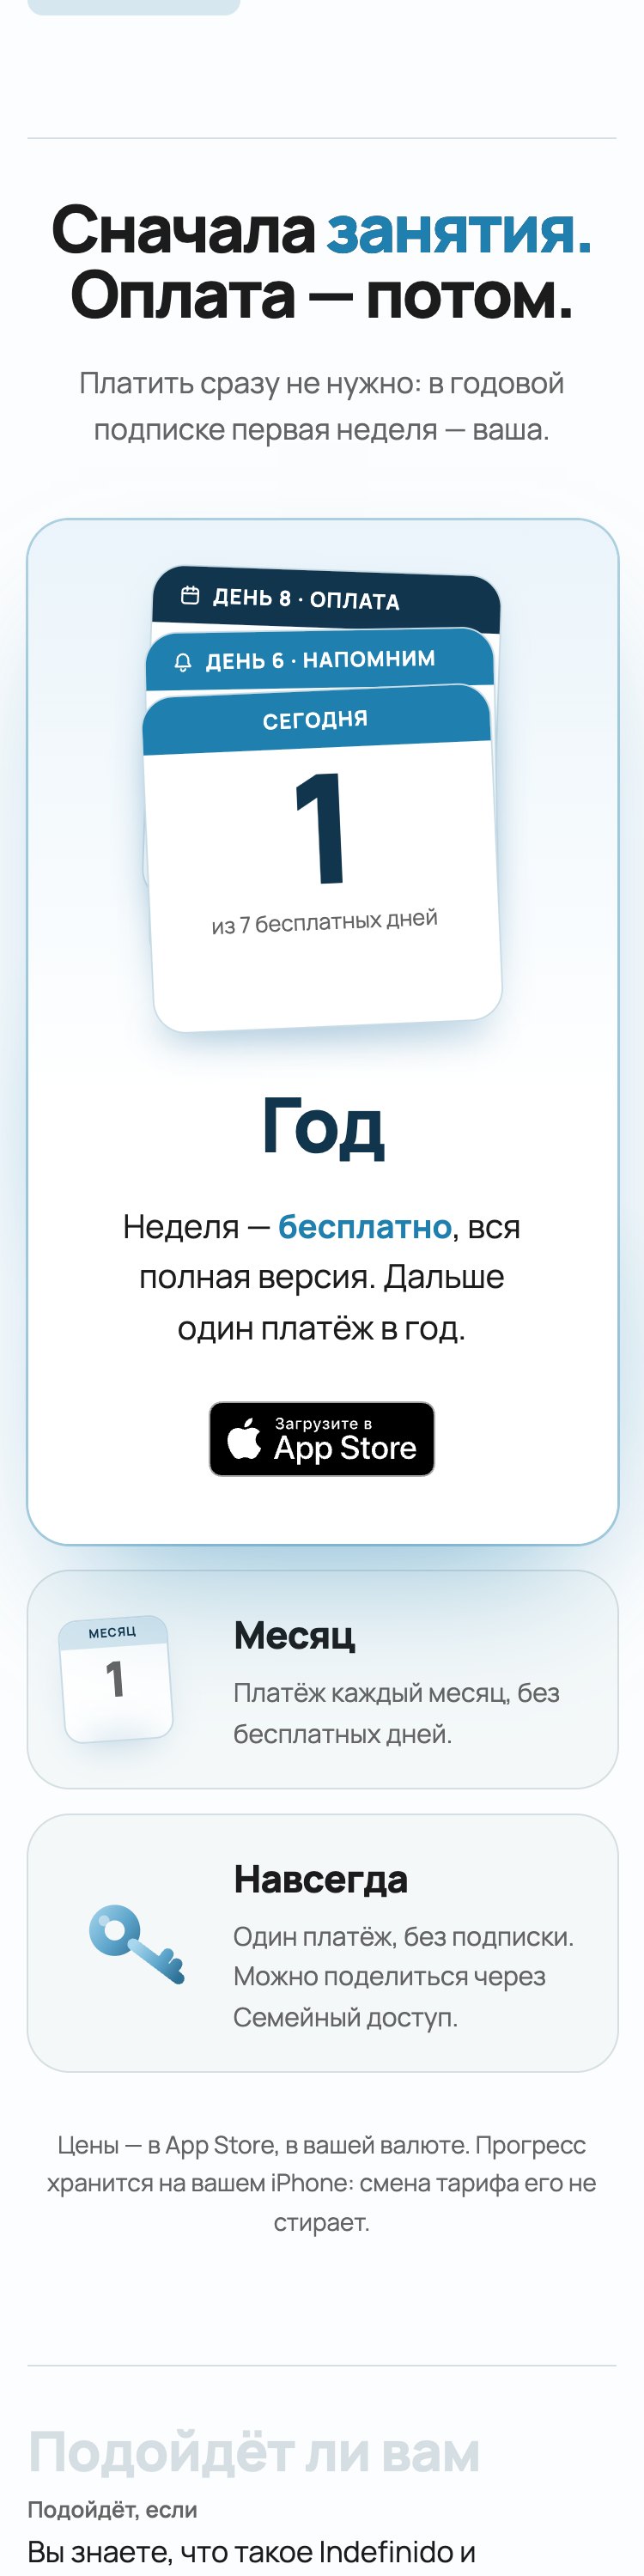 Сначала занятия.
Оплата — потом.
Платить сразу не нужно: в годовой
подписке первая неделя — ваша.
ДЕНЬ 8 · ОПЛАТА
ДЕНЬ 6 · НАПОМНИМ
СЕГОДНЯ
1
из 7 бесплатных дней
Год
Неделя — бесплатно, вся
полная версия. Дальше
один платёж в год.
Загрузите в
App Store
МЕСЯЦ
1
Месяц
Платёж каждый месяц, без
бесплатных дней.
Навсегда
Один платёж, без подписки.
Можно поделиться через
Семейный доступ.
Цены — в App Store, в вашей валюте. Прогресс
хранится на вашем iPhone: смена тарифа его не
стирает.
Подойдёт ли вам
Подойдёт, если
Вы знаете, что такое Indefinido и